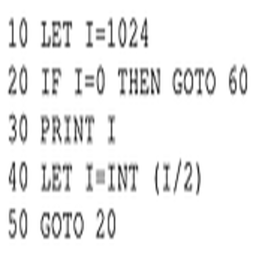 10 LET I=1024
20 IF I=0 THEN GOTO 60
30 PRINT I
40 LET I=INT (I/2)
50 GOTO 20